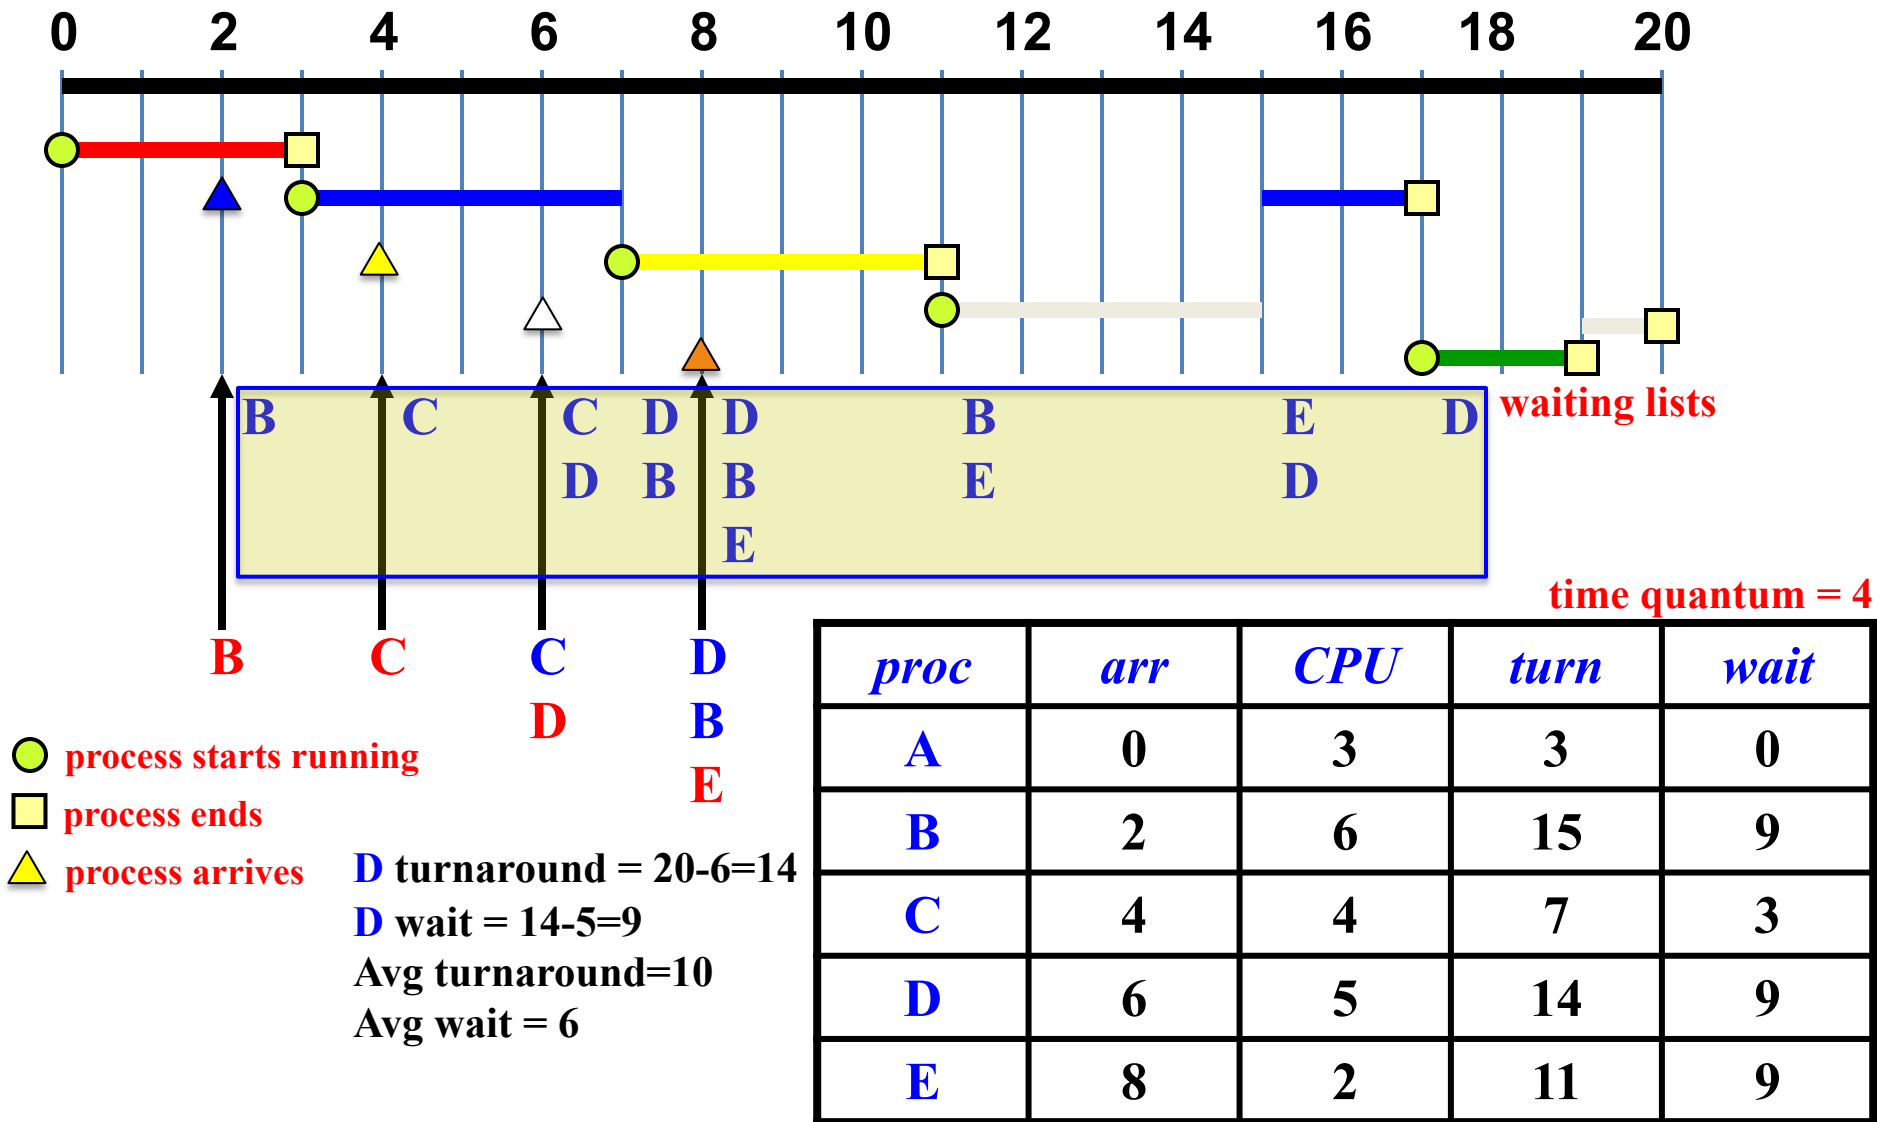 0 2 4 6 8 10 12 14 16 18 20
B C C D D B E D waiting lists
D B B E D
E
time quantum = 4
B C C D
D B
E
process starts running
process ends
process arrives
D turnaround = 20-6=14
D wait = 14-5=9
Avg turnaround=10
Avg wait = 6
proc arr CPU turn wait
A 0 3 3 0
B 2 6 15 9
C 4 4 7 3
D 6 5 14 9
E 8 2 11 9